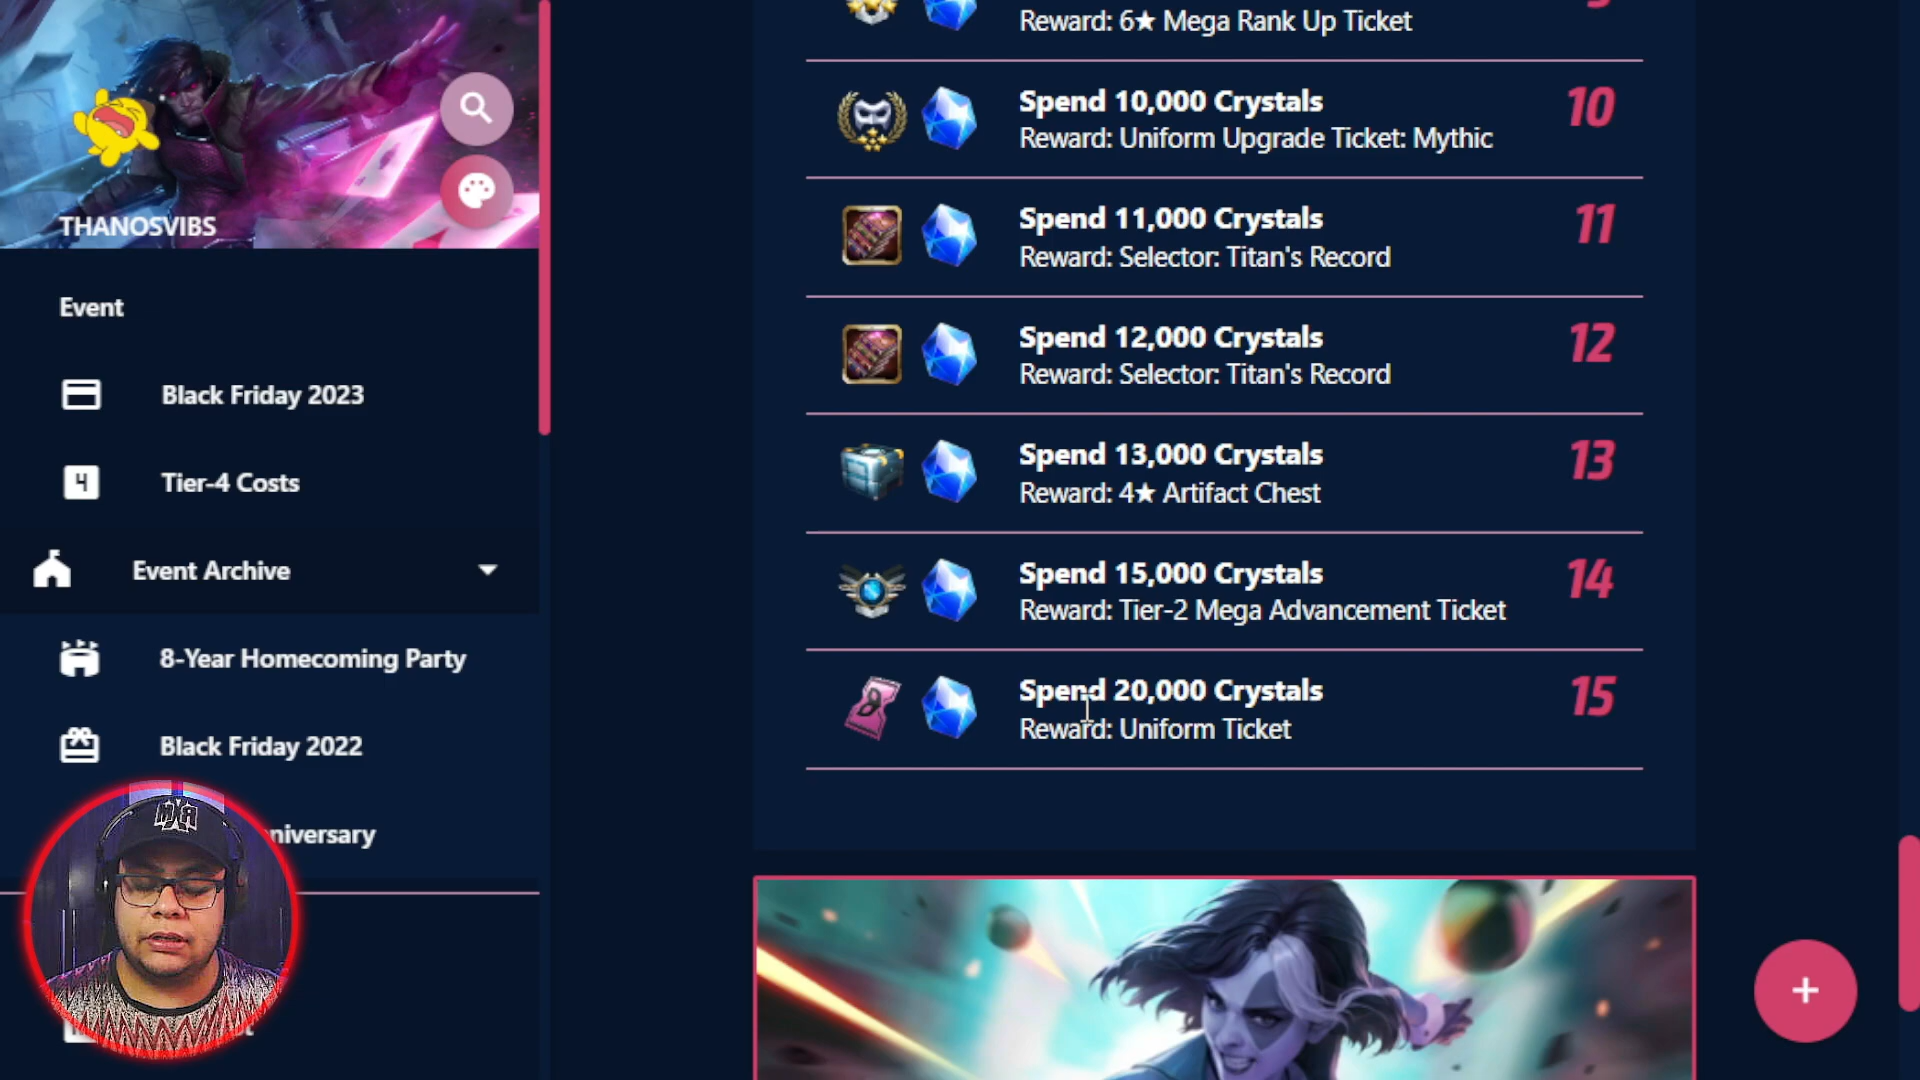 THANOSVIBS
Event
Black Friday 2023
4
Tier-4 Costs
Event Archive
8-Year Homecoming Party
Black Friday 2022
Reward: 6★ Mega Rank Up Ticket
Spend 10,000 Crystals
Reward: Uniform Upgrade Ticket: Mythic
10
Spend 11,000 Crystals
Reward: Selector: Titan's Record
11
Spend 12,000 Crystals
Reward: Selector: Titan's Record
12
Spend 13,000 Crystals
Reward: 4★ Artifact Chest
13
Spend 15,000 Crystals
Reward: Tier-2 Mega Advancement Ticket
14
Spend 20,000 Crystals
Reward: Uniform Ticket
15
+